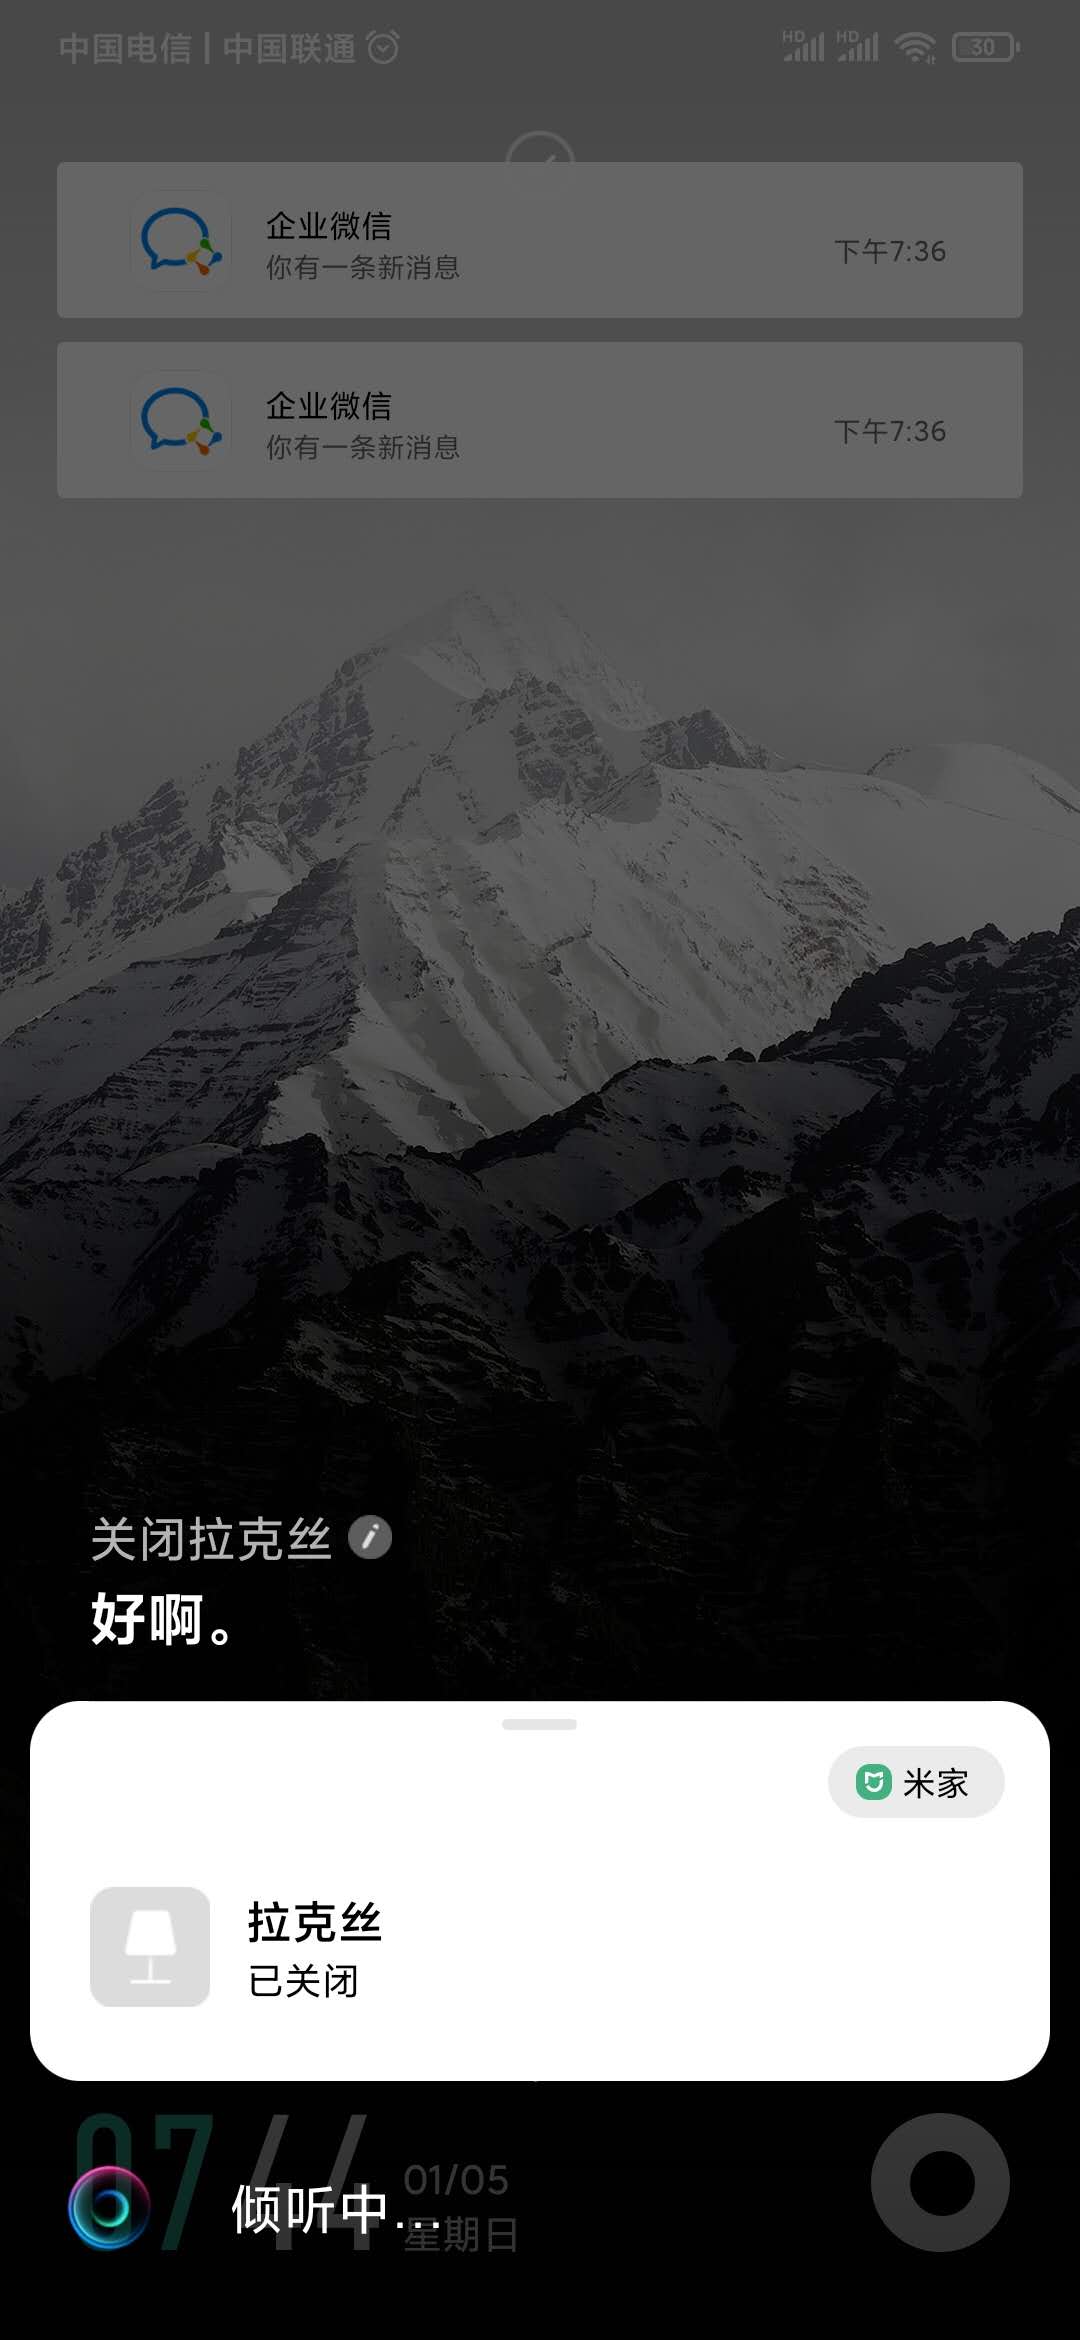 中国电信 | 中国联通
HD HD 30
企业微信
你有一条新消息
下午7:36
企业微信
你有一条新消息
下午7:36
关闭拉克丝
好啊。
米家
拉克丝
已关闭
07 44
01/05
星期日
倾听中...